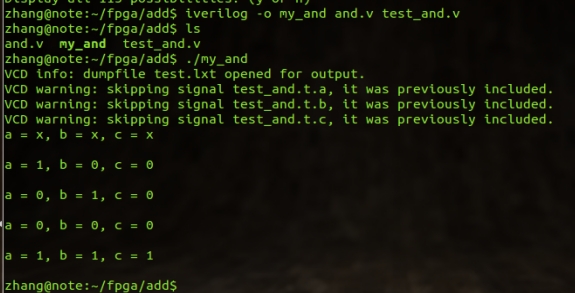 zhang@note:~/fpga/add$ iverilog -o my_and and.v test_and.v
zhang@note:~/fpga/add$ ls
and.v  my_and  test_and.v
zhang@note:~/fpga/add$ ./my_and
VCD info: dumpfile test.lxt opened for output.
VCD warning: skipping signal test_and.t.a, it was previously included.
VCD warning: skipping signal test_and.t.b, it was previously included.
VCD warning: skipping signal test_and.t.c, it was previously included.
a = x, b = x, c = x
a = 1, b = 0, c = 0
a = 0, b = 1, c = 0
a = 0, b = 0, c = 0
a = 1, b = 1, c = 1
zhang@note:~/fpga/add$